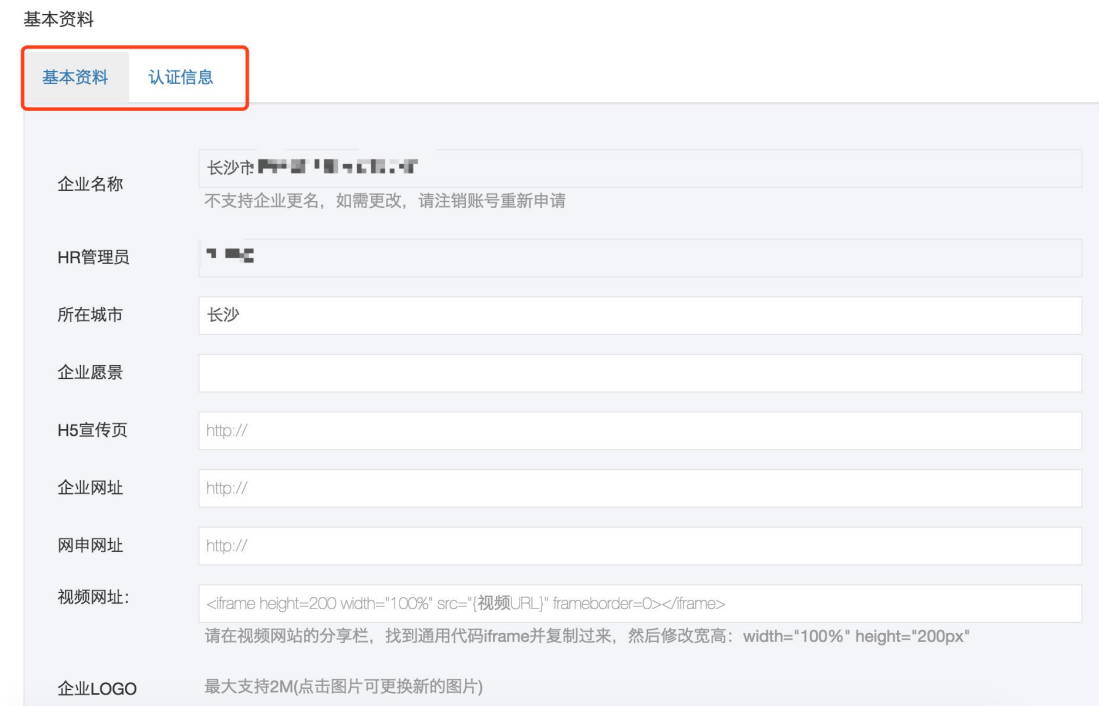 基本资料
基本资料 认证信息
企业名称 长沙市
不支持企业更名，如需更改，请注销账号重新申请
HR管理员
所在城市 长沙
企业愿景
H5宣传页 http://
企业网址 http://
网申网址 http://
视频网址: <iframe height=200 width="100%" src="{视频URL}" frameborder=0></iframe>
请在视频网站的分享栏，找到通用代码iframe并复制过来，然后修改宽高：width="100%" height="200px"
企业LOGO 最大支持2M(点击图片可更换新的图片)